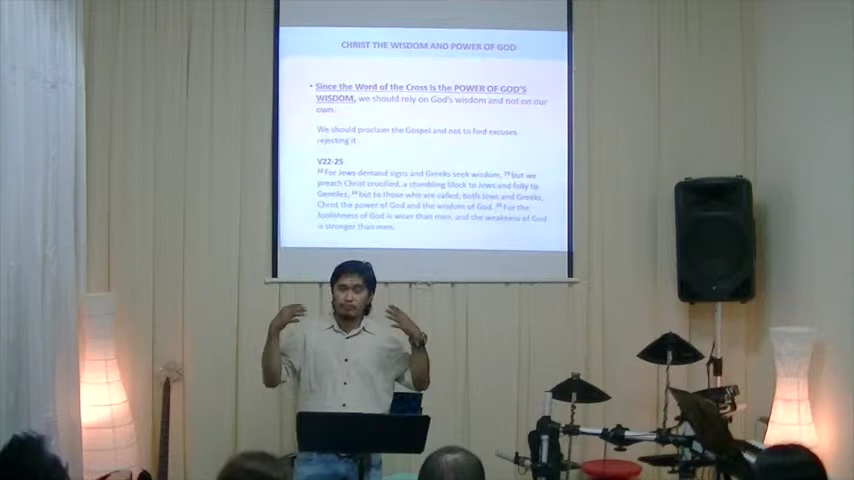 CHRIST THE WISDOM AND POWER OF GOD
• Since the Word of the Cross is the POWER OF GOD'S
WISDOM, we should rely on God's wisdom and not on our
own.
We should proclaim the Gospel and not to find excuses
rejecting it
V22-25
22 For Jews demand signs and Greeks seek wisdom, 23 but we
preach Christ crucified, a stumbling block to Jews and folly to
Gentiles, 24 but to those who are called, both Jews and Greeks,
Christ the power of God and the wisdom of God. 25 For the
foolishness of God is wiser than men, and the weakness of God
is stronger than men.